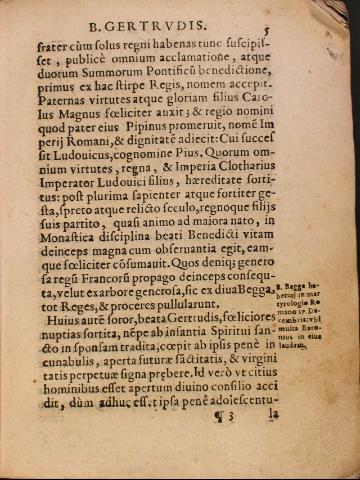 B. GERTRVDIS. 5
frater cùm solus regni habenas tunc suscipis-
set, publicè omnium acclamatiõne, atque
duorum Summorum Pontificũ benedictione,
primus ex hac stirpe Regis, nomen accepit.
Paternas virtutes atque gloriam filius Caro-
lus Magnus fœliciter auxit; & regio nomini
quod pater eius Pipinus promeruit, nomẽ Im
perij Romani, & dignitatẽ adiecit: Cui succes
sit Ludouicus, cognomine Pius. Quorum om-
nium virtutes, regna, & Imperia Clotharius
Imperator Ludouici filius, hæreditate sorti-
tus: post plurima sapienter atque fortiter ge-
sta, spreto atque relicto seculo, regnoque filijs
suis partito, quasi animo ad maiora nato, in
Monastica disciplina beati Benedicti vitam
deinceps magna cum obseruantia egit, eam-
que fœliciter cõsumauit. Quos deniq; genero
sa regũ Francorũ propago deinceps consequ-
ta, velut ex arbore generosa, sic ex diua Begga,
tot Reges, & proceres pullularunt.
Huius autẽ soror, beata Gertrudis, fœliciores
nuptias sortita, nẽpe ab infantia Spiritui san-
cto in sponsam tradita, cœpit ab ipsis penè in
cunabulis, aperta futuræ sãctitatis, & virgini
tatis perpetuæ signa prębere. Id verò vt citius
hominibus esset apertum diuino consilio acci
dit, dùm adhuc esset ipsa penè adolescentu-
¶ 3 la
B. Begga ha-
betur in mar
tyrologio Ro
mano 17. De-
cembris: vbi
multa Baro-
nius in eius
laudem.